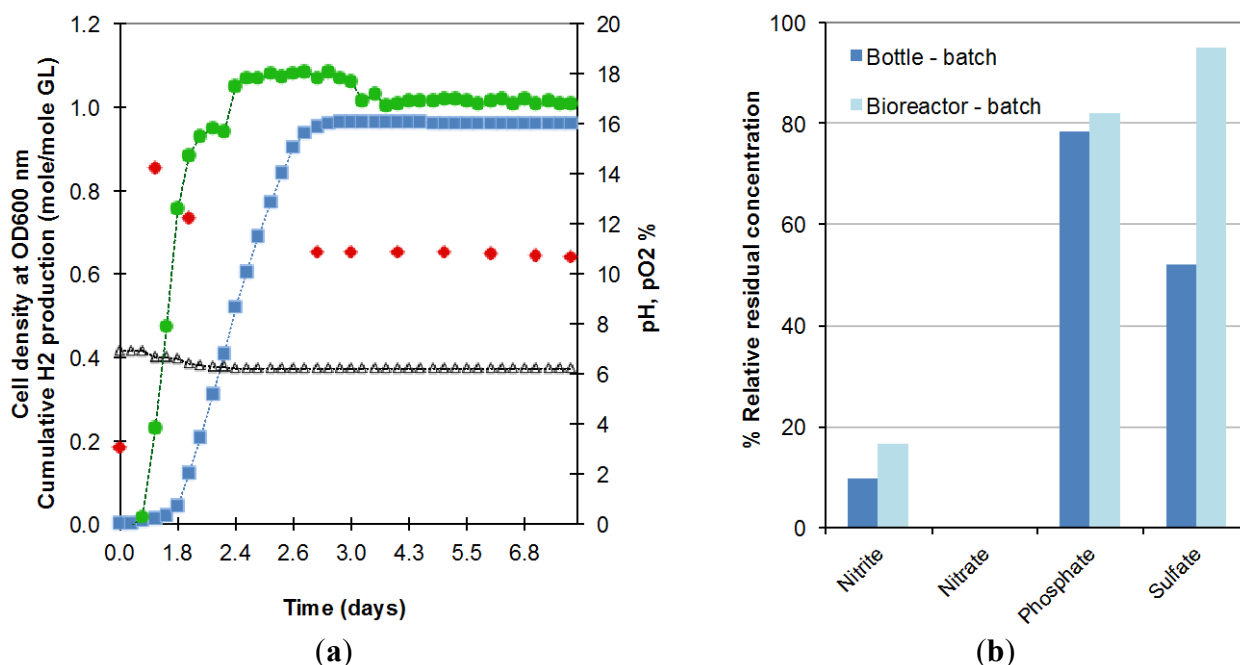 Cell density at OD600 nm
Cumulative H2 production (mole/mole GL)
1.2
1.0
0.8
0.6
0.4
0.2
0.0
20
18
16
14
12
10
8
6
4
2
0
pH, pO2 %
0.0 1.8 2.4 2.6 3.0 4.3 5.5 6.8
Time (days)
(a)
% Relative residual concentration
100
80
60
40
20
0
Bottle - batch
Bioreactor - batch
Nitrite
Nitrate
Phosphate
Sulfate
(b)